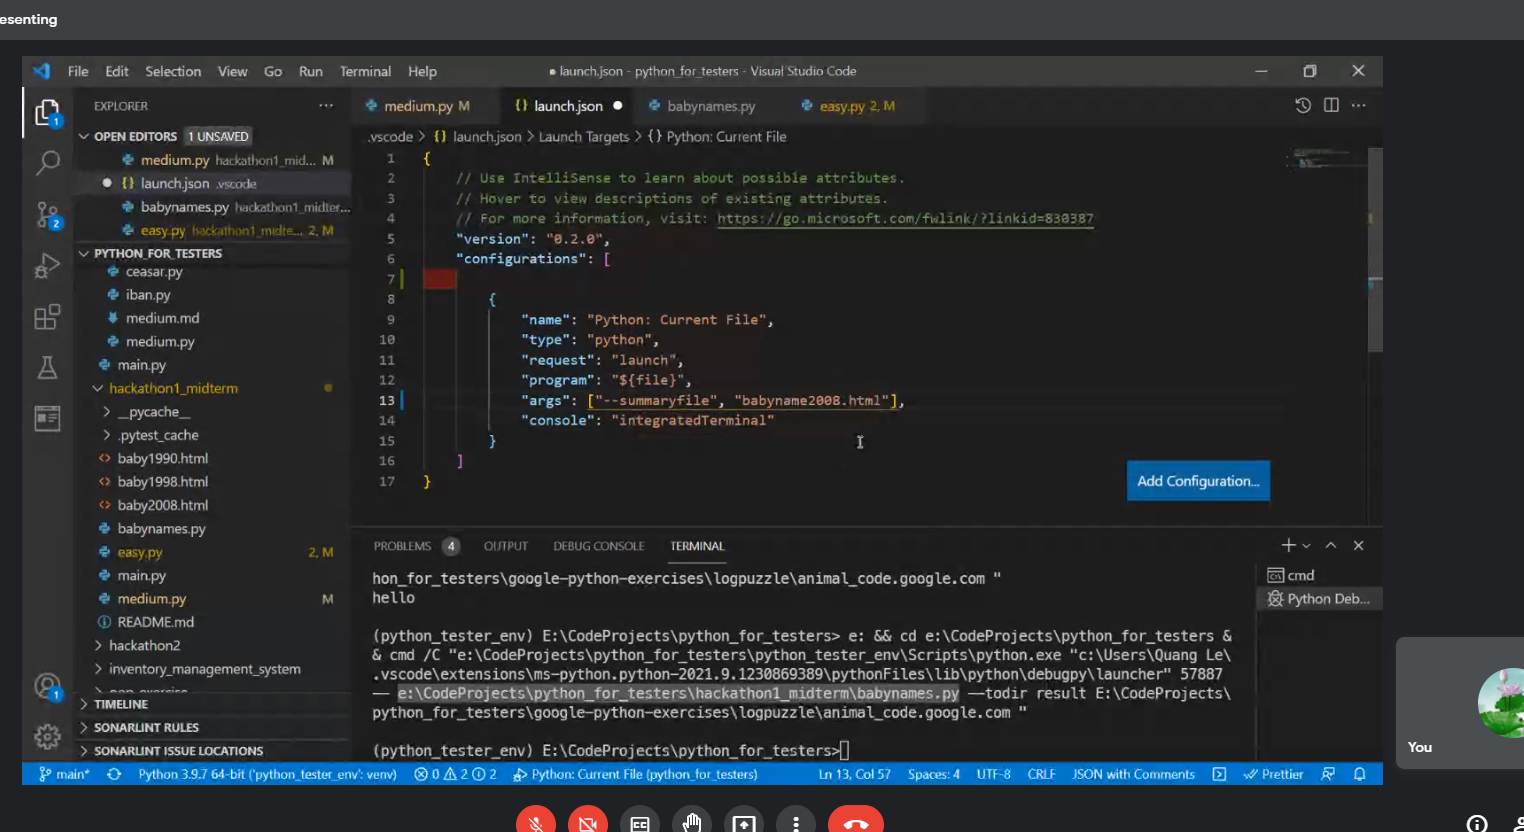 esenting
File Edit Selection View Go Run Terminal Help
● launch.json - python_for_testers - Visual Studio Code
EXPLORER ...
OPEN EDITORS 1 UNSAVED
medium.py hackathon1_mid... M
● {} launch.json .vscode
babynames.py hackathon1_midter...
easy.py hackathon1_midte... 2, M
PYTHON_FOR_TESTERS
ceasar.py
iban.py
medium.md
medium.py
main.py
hackathon1_midterm
__pycache__
.pytest_cache
baby1990.html
baby1998.html
baby2008.html
babynames.py
easy.py 2, M
main.py
medium.py M
README.md
hackathon2
inventory_management_system
TIMELINE
SONARLINT RULES
SONARLINT ISSUE LOCATIONS
medium.py M {} launch.json ● babynames.py easy.py 2, M
.vscode > {} launch.json > Launch Targets > {} Python: Current File
1 {
2 // Use IntelliSense to learn about possible attributes.
3 // Hover to view descriptions of existing attributes.
4 // For more information, visit: https://go.microsoft.com/fwlink/?linkid=830387
5 "version": "0.2.0",
6 "configurations": [
7
8 {
9 "name": "Python: Current File",
10 "type": "python",
11 "request": "launch",
12 "program": "${file}",
13 "args": ["--summaryfile", "babyname2008.html"],
14 "console": "integratedTerminal"
15 }
16 ]
17 }
Add Configuration...
PROBLEMS 4 OUTPUT DEBUG CONSOLE TERMINAL
hon_for_testers\google-python-exercises\logpuzzle\animal_code.google.com "
hello
(python_tester_env) E:\CodeProjects\python_for_testers> e: && cd e:\CodeProjects\python_for_testers &
& cmd /C "e:\CodeProjects\python_for_testers\python_tester_env\Scripts\python.exe "c:\Users\Quang Le\
.vscode\extensions\ms-python.python-2021.9.1230869389\pythonFiles\lib\python\debugpy\launcher" 57887
-- e:\CodeProjects\python_for_testers\hackathon1_midterm\babynames.py --todir result E:\CodeProjects\
python_for_testers\google-python-exercises\logpuzzle\animal_code.google.com "
(python_tester_env) E:\CodeProjects\python_for_testers>
cmd
Python Deb...
main* Python 3.9.7 64-bit ('python_tester_env': venv) 0 2 2 Python: Current File (python_for_testers) Ln 13, Col 57 Spaces: 4 UTF-8 CRLF JSON with Comments Prettier
You